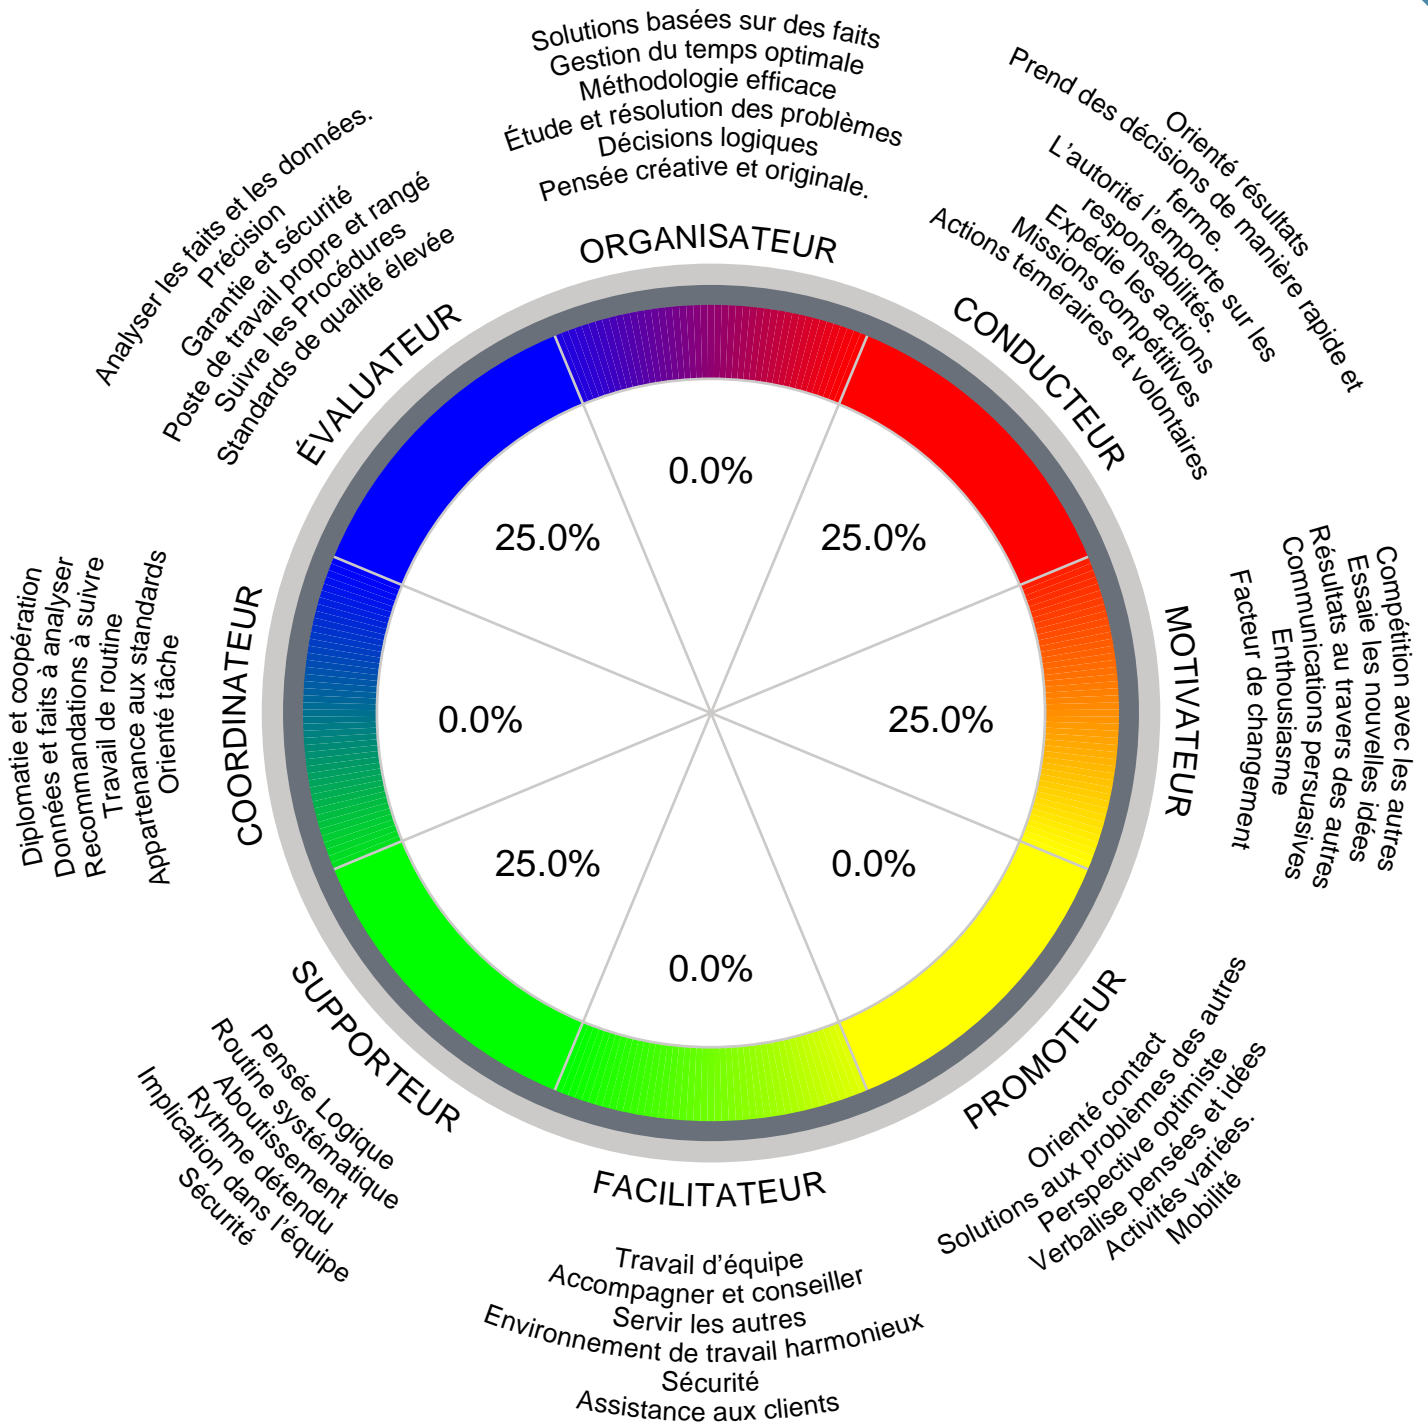 Solutions basées sur des faits
Gestion du temps optimale
Méthodologie efficace
Étude et résolution des problèmes
Décisions logiques
Pensée créative et originale.
ORGANISATEUR
Orienté résultats
Prend des décisions de manière rapide et
ferme.
L'autorité l'emporte sur les
responsabilités.
Expédie les actions
Missions compétitives
Actions téméraires et volontaires
CONDUCTEUR
Compétition avec les autres
Essaie les nouvelles idées
Résultats au travers des autres
Communications persuasives
Enthousiasme
Facteur de changement
MOTIVATEUR
PROMOTEUR
Orienté contact
Solutions aux problèmes des autres
Perspective optimiste
Verbalise pensées et idées
Activités variées.
Mobilité
FACILITATEUR
Travail d'équipe
Accompagner et conseiller
Servir les autres
Environnement de travail harmonieux
Sécurité
Assistance aux clients
SUPPORTEUR
Pensée Logique
Routine systématique
Aboutissement
Rythme détendu
Implication dans l'équipe
Sécurité
Diplomatie et coopération
Données et faits à analyser
Recommandations à suivre
Travail de routine
Appartenance aux standards
Orienté tâche
COORDINATEUR
Analyser les faits et les données.
Précision
Garantie et sécurité
Poste de travail propre et rangé
Suivre les Procédures
Standards de qualité élevée
ÉVALUATEUR
0.0%
25.0%
25.0%
0.0%
0.0%
25.0%
0.0%
25.0%